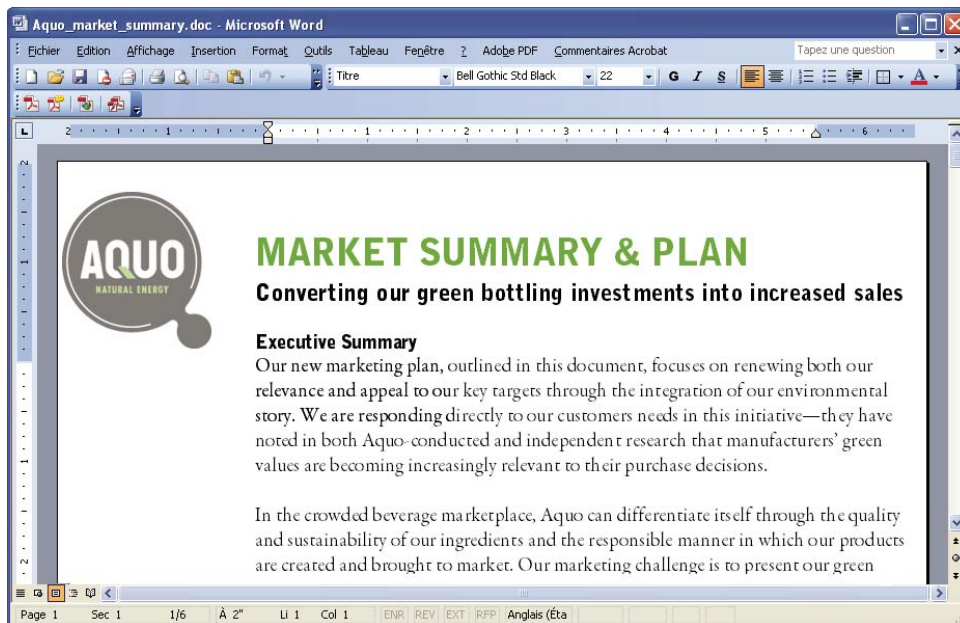 Aquo_market_summary.doc - Microsoft Word
Fichier Edition Affichage Insertion Format Outils Tableau Fenêtre ? Adobe PDF Commentaires Acrobat Tapez une question
Titre Bell Gothic Std Black 22 G I S A
L 2 1 1 2 3 4 5 6
AQUO
NATURAL ENERGY
MARKET SUMMARY & PLAN
Converting our green bottling investments into increased sales
Executive Summary
Our new marketing plan, outlined in this document, focuses on renewing both our
relevance and appeal to our key targets through the integration of our environmental
story. We are responding directly to our customers needs in this initiative—they have
noted in both Aquo-conducted and independent research that manufacturers’ green
values are becoming increasingly relevant to their purchase decisions.
In the crowded beverage marketplace, Aquo can differentiate itself through the quality
and sustainability of our ingredients and the responsible manner in which our products
are created and brought to market. Our marketing challenge is to present our green
Page 1 Sec 1 1/6 À 2" Li 1 Col 1 ENR REV EXT RFP Anglais (Éta